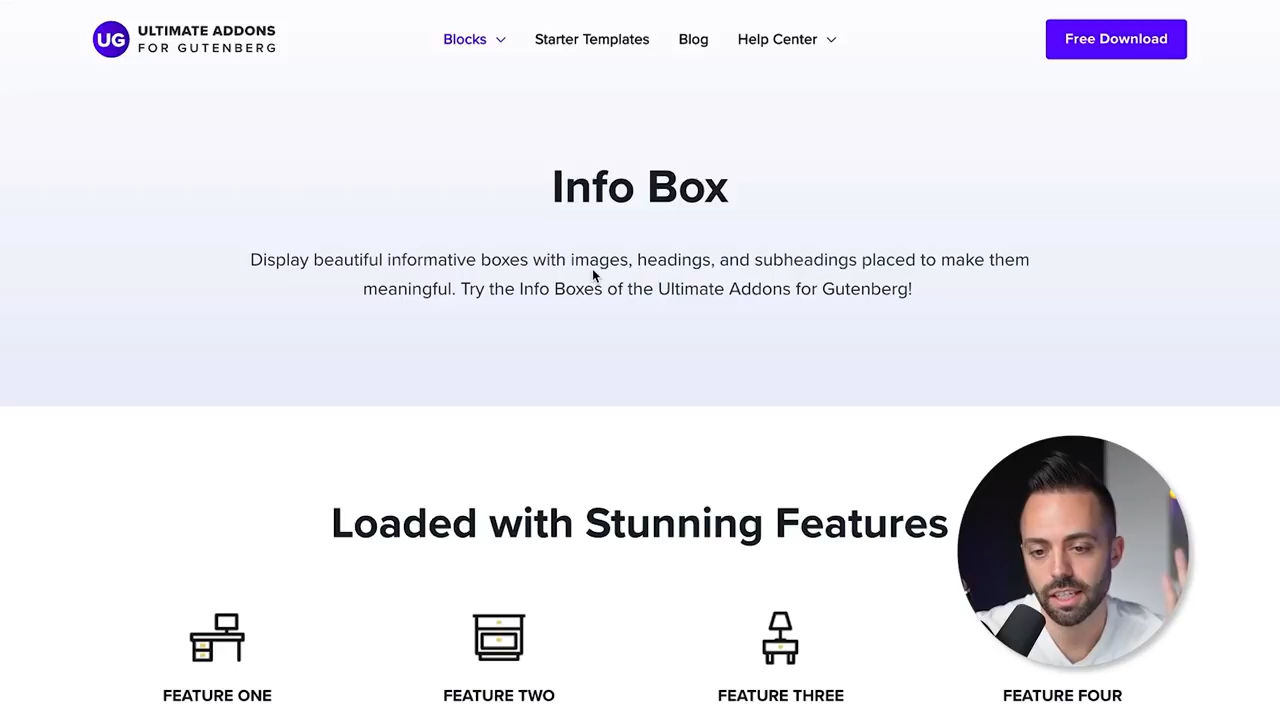 UG
ULTIMATE ADDONS
FOR GUTENBERG
Blocks
Starter Templates
Blog
Help Center
Free Download
Info Box
Display beautiful informative boxes with images, headings, and subheadings placed to make them
meaningful. Try the Info Boxes of the Ultimate Addons for Gutenberg!
Loaded with Stunning Features
FEATURE ONE
FEATURE TWO
FEATURE THREE
FEATURE FOUR